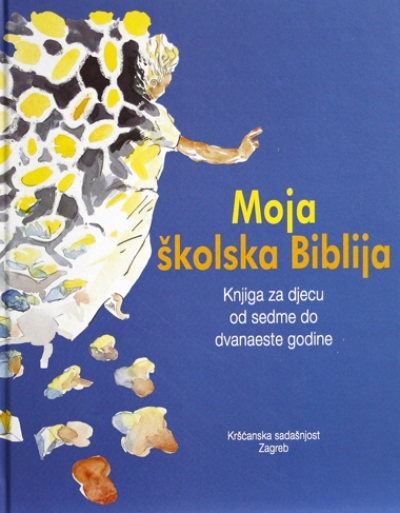 Moja
školska Biblija
Knjiga za djecu
od sedme do
dvanaeste godine
Kršćanska sadašnjost
Zagreb